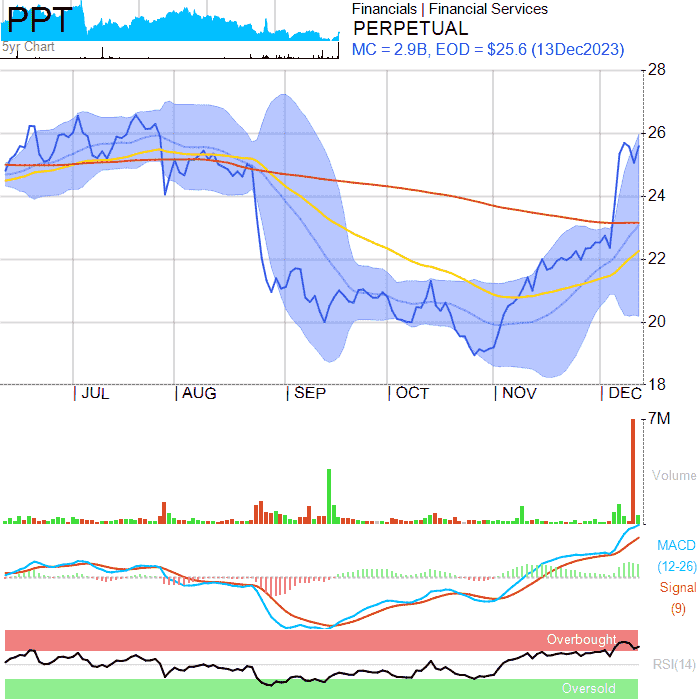 PPT
5yr Chart
Financials | Financial Services
PERPETUAL
MC = 2.9B, EOD = $25.6 (13Dec2023)
28
26
24
22
20
18
|JUL |AUG |SEP |OCT |NOV |DEC
7M
Volume
MACD
(12-26)
Signal
(9)
Overbought
RSI(14)
Oversold